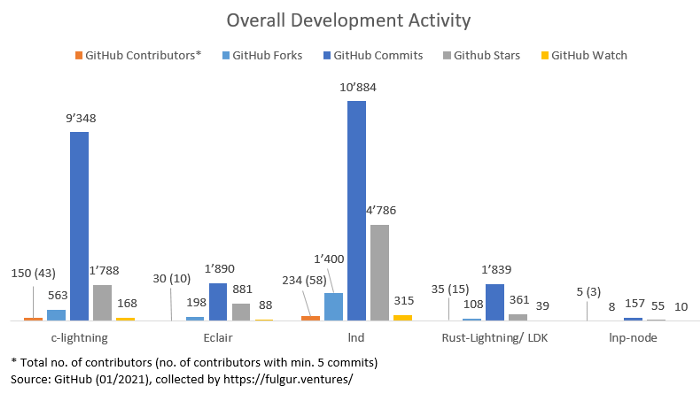 Overall Development Activity
GitHub Contributors* GitHub Forks GitHub Commits Github Stars GitHub Watch
10’884
9’348
4’786
1’400
150 (43) 1’788 30 (10) 1’890 234 (58) 35 (15) 1’839 5 (3)
563 168 198 881 88 315 108 361 39 8 157 55 10
c-lightning Eclair lnd Rust-Lightning/ LDK lnp-node
* Total no. of contributors (no. of contributors with min. 5 commits)
Source: GitHub (01/2021), collected by https://fulgur.ventures/